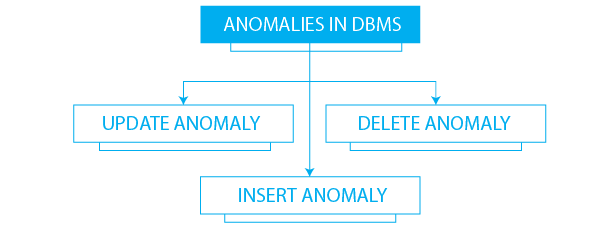 ANOMALIES IN DBMS
UPDATE ANOMALY
DELETE ANOMALY
INSERT ANOMALY